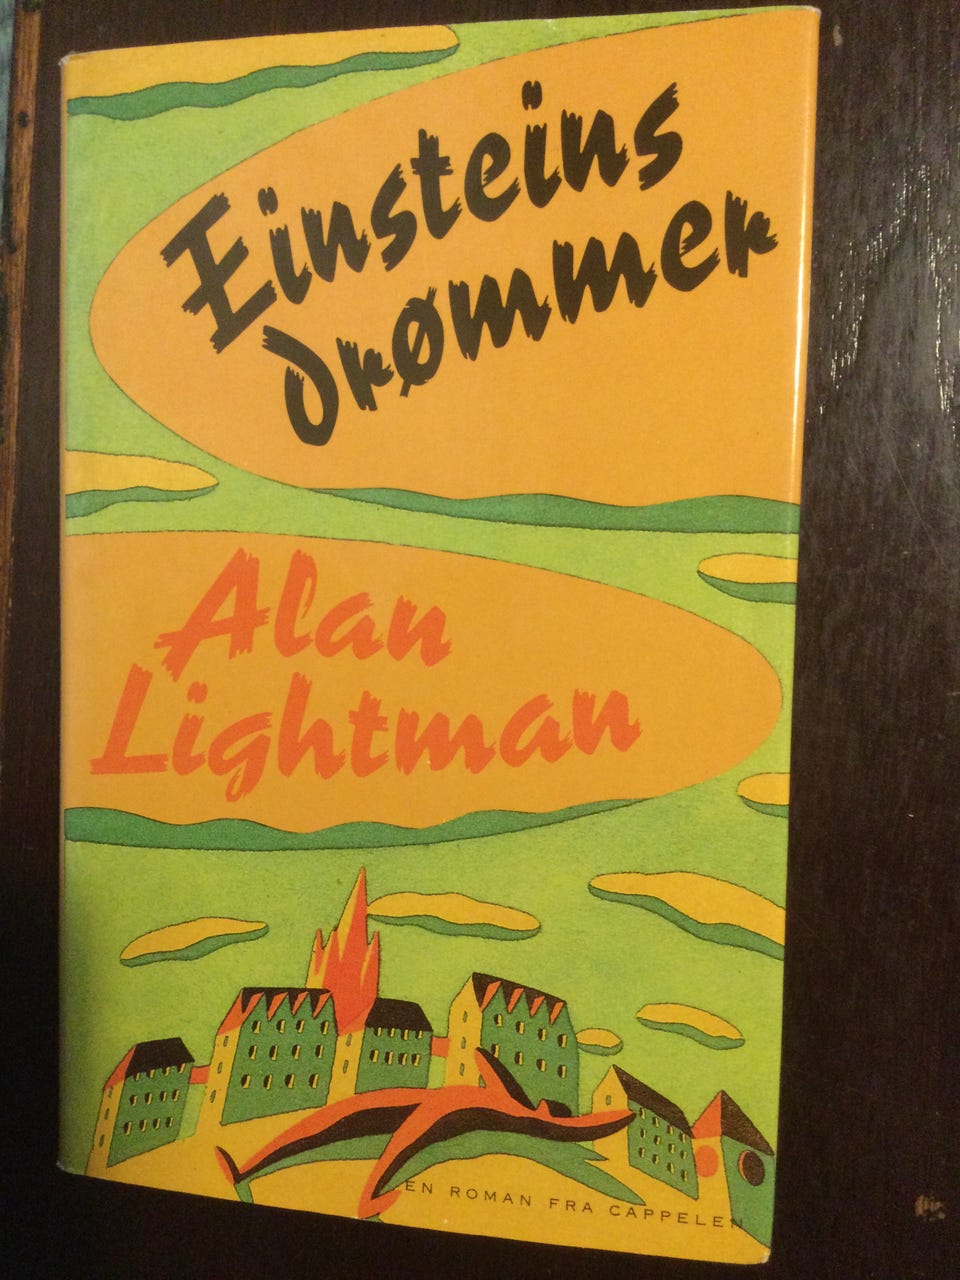 Einsteins
drømmer
Alan
Lightman
EN ROMAN FRA CAPPELEN